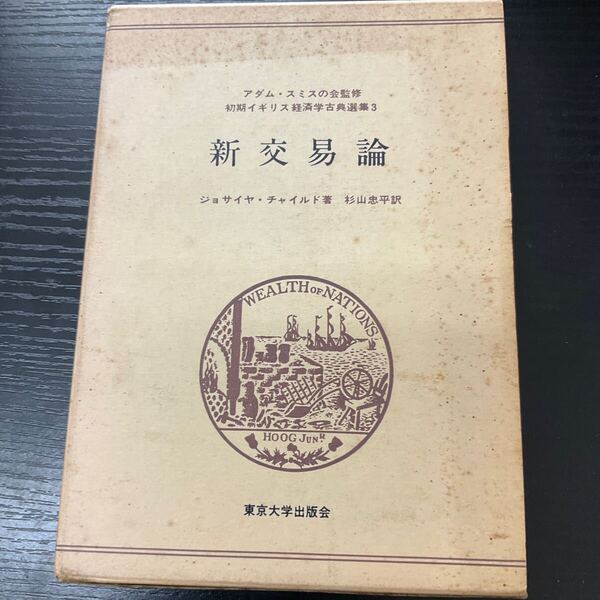 アダム・スミスの会監修
初期イギリス経済学古典選集3
新交易論
ジョサイヤ・チャイルド著 杉山忠平訳
WEALTH OF NATIONS
HOOG JUNR
東京大学出版会